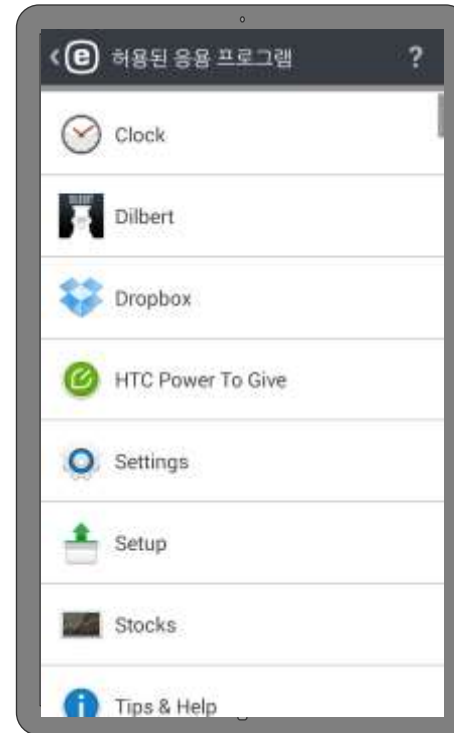 e 허용된 응용 프로그램 ?
Clock
Dilbert
Dropbox
HTC Power To Give
Settings
Setup
Stocks
Tips & Help